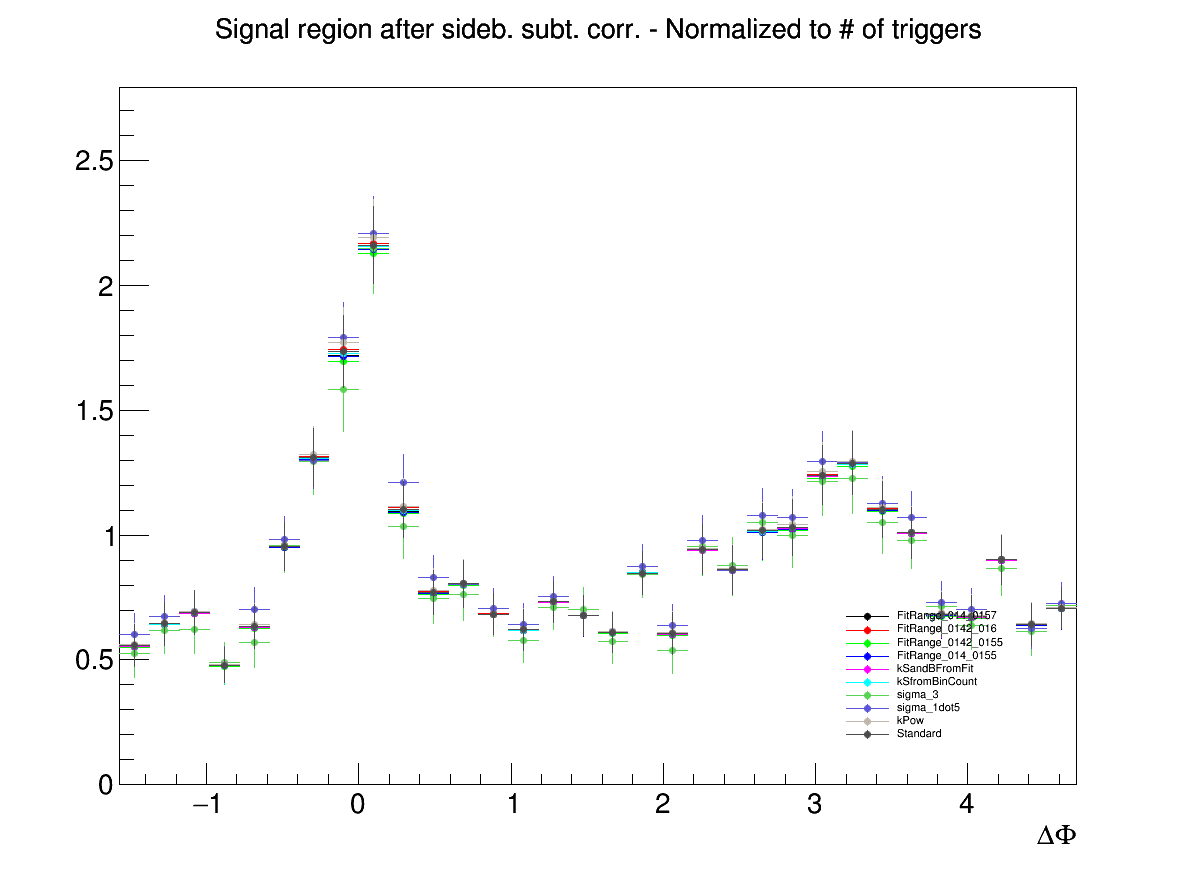 Signal region after sideb. subt. corr. - Normalized to # of triggers
2.5
2
1.5
1
0.5
0
FitRange_014_0157
FitRange_0142_016
FitRange_0142_0155
FitRange_014_0155
kSandBFromFit
kSfromBinCount
sigma_3
sigma_1dot5
kPow
Standard
−1 0 1 2 3 4
ΔΦ